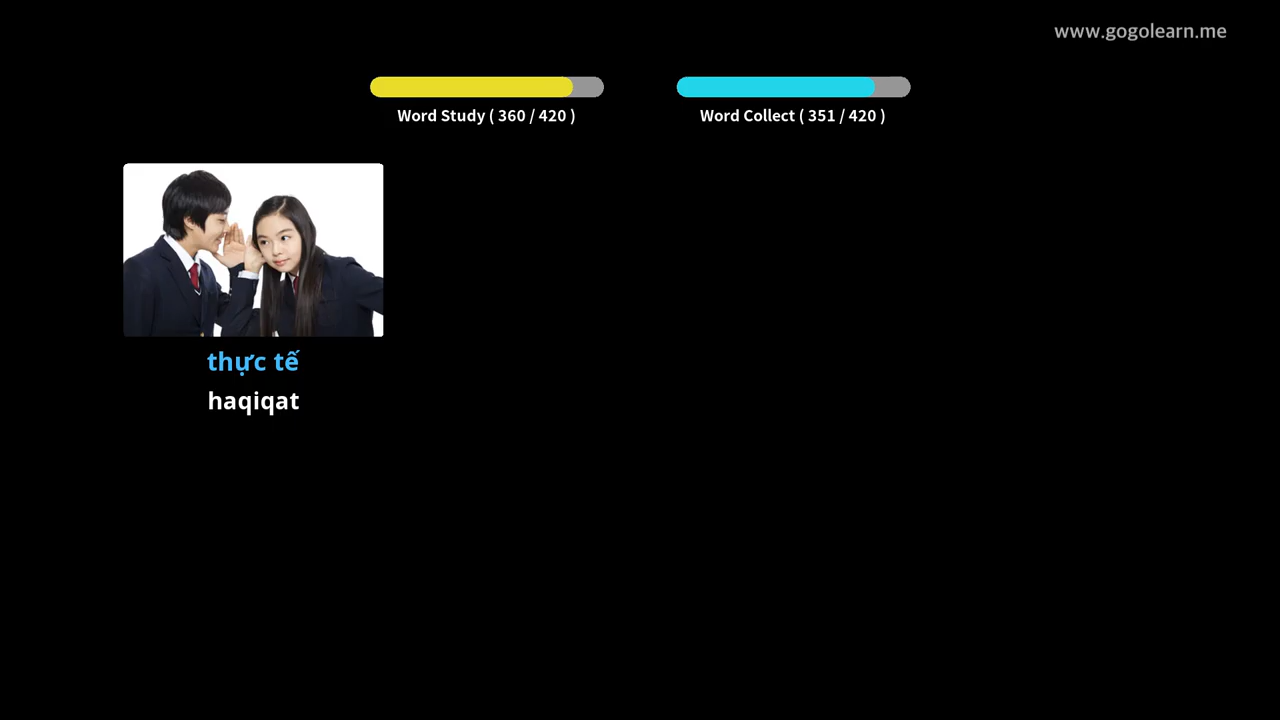 www.gogolearn.me
Word Study ( 360 / 420 )
Word Collect ( 351 / 420 )
thực tế
haqiqat